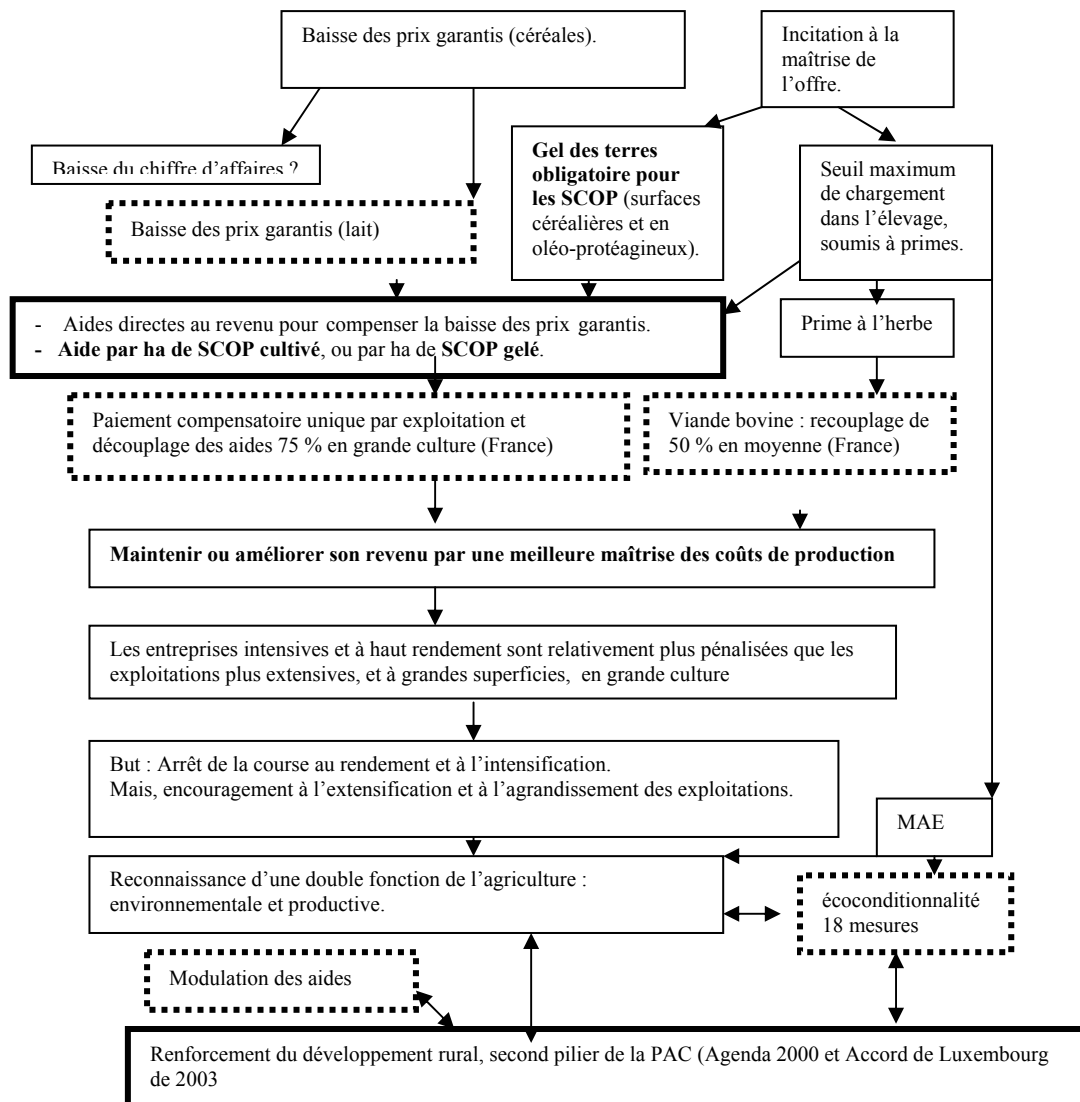 Baisse des prix garantis (céréales).
Incitation à la
maîtrise de
l’offre.
Baisse du chiffre d’affaires ?
Gel des terres
obligatoire pour
les SCOP (surfaces
céréalières et en
oléo-protéagineux).
Seuil maximum
de chargement
dans l’élevage,
soumis à primes.
Baisse des prix garantis (lait)
- Aides directes au revenu pour compenser la baisse des prix garantis.
- Aide par ha de SCOP cultivé, ou par ha de SCOP gelé.
Prime à l’herbe
Paiement compensatoire unique par exploitation et
découplage des aides 75 % en grande culture (France)
Viande bovine : recouplage de
50 % en moyenne (France)
Maintenir ou améliorer son revenu par une meilleure maîtrise des coûts de production
Les entreprises intensives et à haut rendement sont relativement plus pénalisées que les
exploitations plus extensives, et à grandes superficies, en grande culture
But : Arrêt de la course au rendement et à l’intensification.
Mais, encouragement à l’extensification et à l’agrandissement des exploitations.
MAE
Reconnaissance d’une double fonction de l’agriculture :
environnementale et productive.
écoconditionnalité
18 mesures
Modulation des aides
Renforcement du développement rural, second pilier de la PAC (Agenda 2000 et Accord de Luxembourg
de 2003